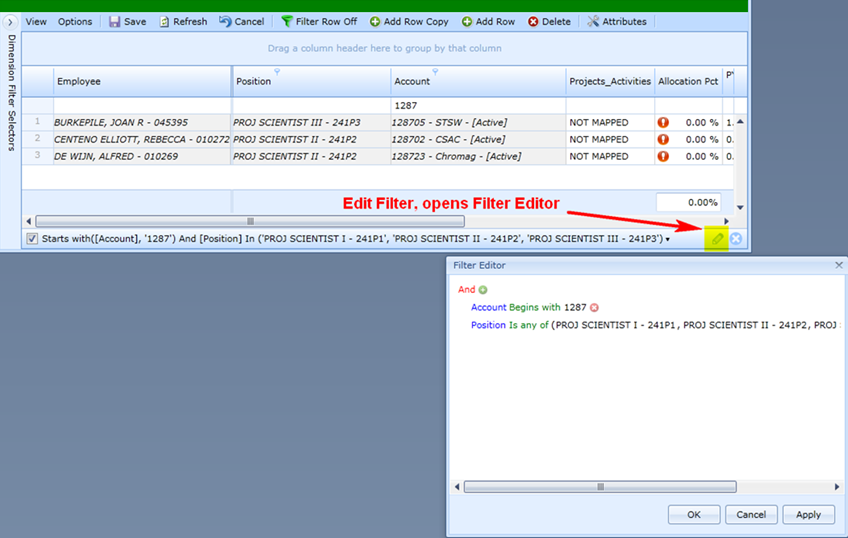 View Options Save Refresh Cancel Filter Row Off Add Row Copy Add Row Delete Attributes
Dimension Filter Selectors
Drag a column header here to group by that column
Employee Position Account Projects_Activities Allocation Pct
1287
1 BURKEPILE, JOAN R - 045395 PROJ SCIENTIST III - 241P3 128705 - STSW - [Active] NOT MAPPED 0.00 % 1.
2 CENTENO ELLIOTT, REBECCA - 010272 PROJ SCIENTIST II - 241P2 128702 - CSAC - [Active] NOT MAPPED 0.00 % 0.
3 DE WIJN, ALFRED - 010269 PROJ SCIENTIST II - 241P2 128723 - Chromag - [Active] NOT MAPPED 0.00 % 0.
0.00%
Edit Filter, opens Filter Editor
Starts with([Account], '1287') And [Position] In ('PROJ SCIENTIST I - 241P1', 'PROJ SCIENTIST II - 241P2', 'PROJ SCIENTIST III - 241P3')
Filter Editor
And
Account Begins with 1287
Position Is any of (PROJ SCIENTIST I - 241P1, PROJ SCIENTIST II - 241P2, PROJ
OK Cancel Apply